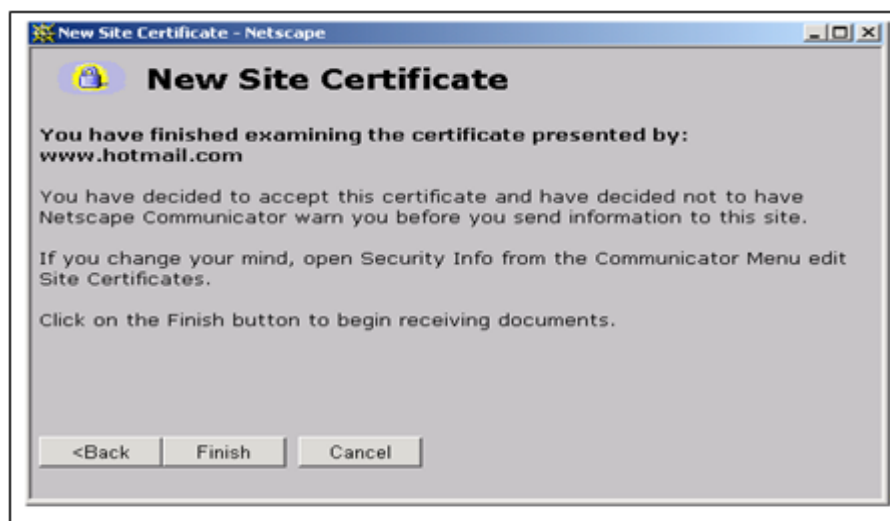 New Site Certificate - Netscape
New Site Certificate
You have finished examining the certificate presented by:
www.hotmail.com
You have decided to accept this certificate and have decided not to have
Netscape Communicator warn you before you send information to this site.
If you change your mind, open Security Info from the Communicator Menu edit
Site Certificates.
Click on the Finish button to begin receiving documents.
<Back Finish Cancel